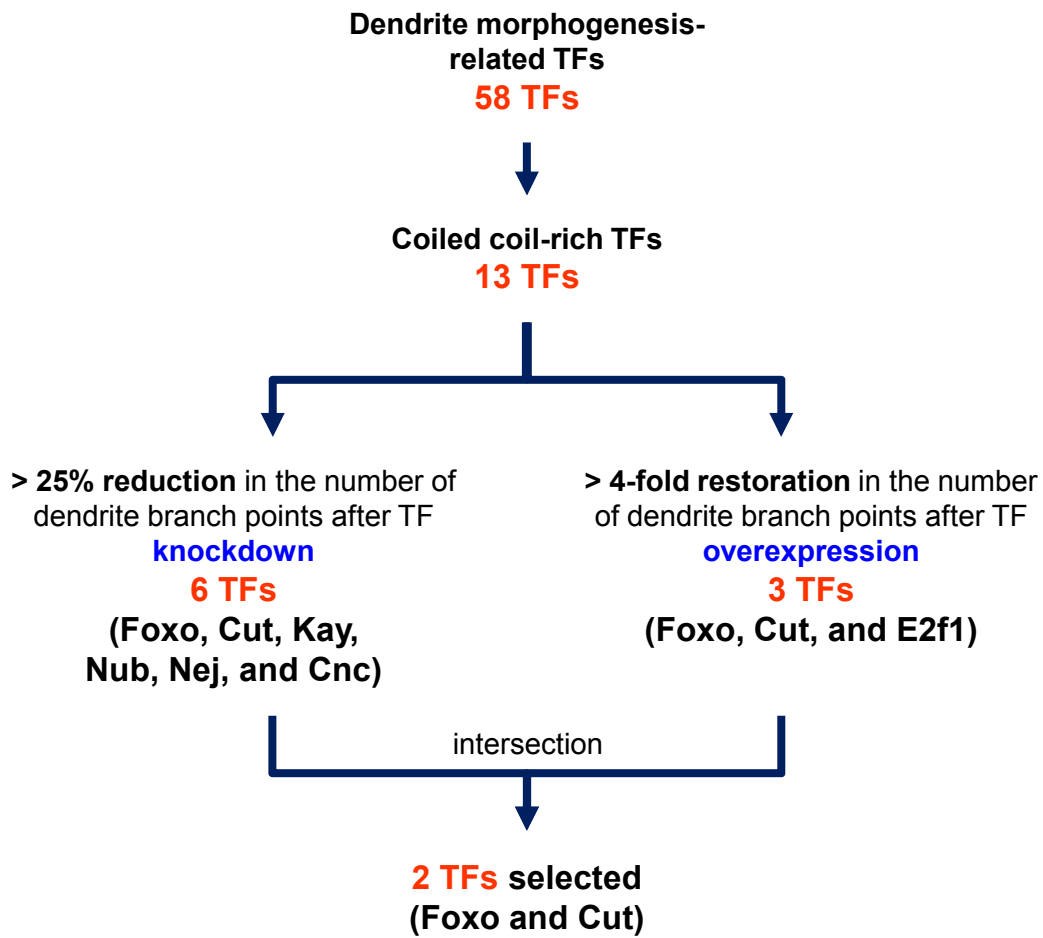 Dendrite morphogenesis-
related TFs
58 TFs
Coiled coil-rich TFs
13 TFs
> 25% reduction in the number of
dendrite branch points after TF
knockdown
6 TFs
(Foxo, Cut, Kay,
Nub, Nej, and Cnc)
> 4-fold restoration in the number
of dendrite branch points after TF
overexpression
3 TFs
(Foxo, Cut, and E2f1)
intersection
2 TFs selected
(Foxo and Cut)